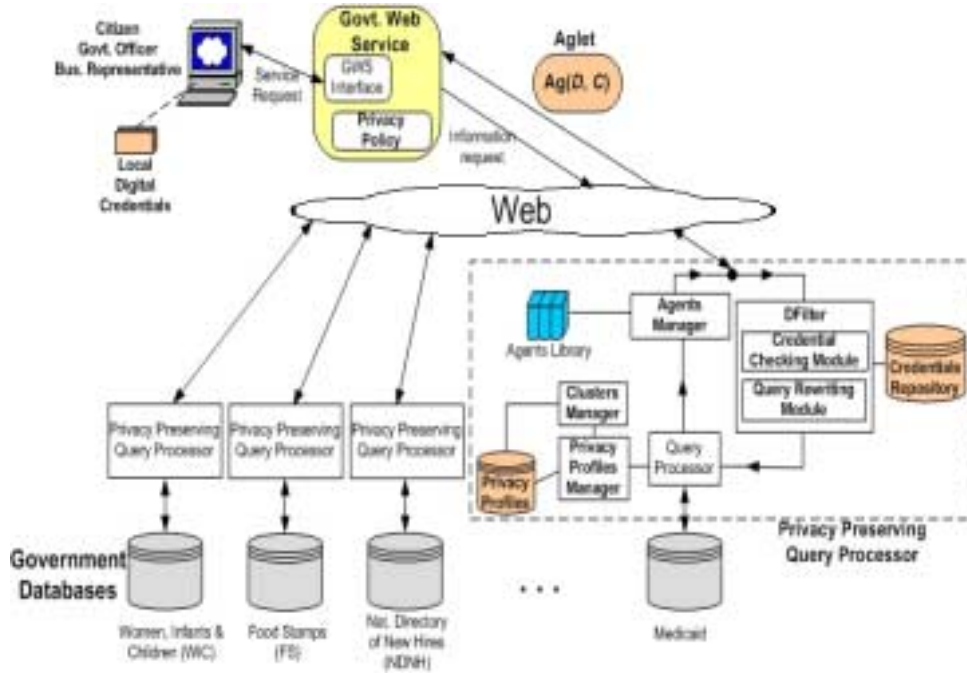 Citizen
Govt. Officer
Bus. Representative
Service
Request
Govt. Web
Service
GWS
Interface
Privacy
Policy
Aglet
Ag(D, C)
Information
request
Local
Digital
Credentials
Web
Agents
Manager
Agents Library
DFilter
Credential
Checking Module
Query Rewriting
Module
Credentials
Repository
Clusters
Manager
Privacy
Profiles
Manager
Privacy
Profiles
Query
Processor
Privacy Preserving
Query Processor
Privacy Preserving
Query Processor
Privacy Preserving
Query Processor
Privacy Preserving
Query Processor
Government
Databases
Women, Infants &
Children (WIC)
Food Stamps
(FS)
Nat. Directory
of New Hires
(NDNH)
. . .
Medicaid